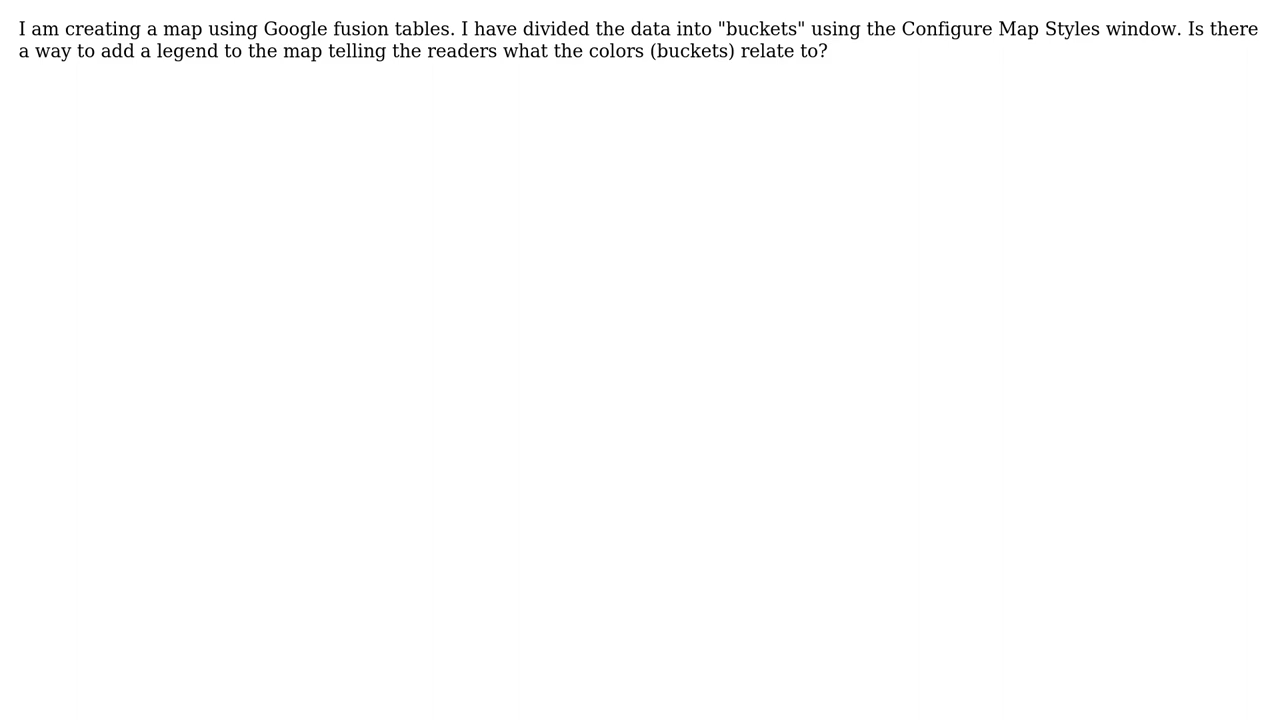 I am creating a map using Google fusion tables. I have divided the data into "buckets" using the Configure Map Styles window. Is there
a way to add a legend to the map telling the readers what the colors (buckets) relate to?